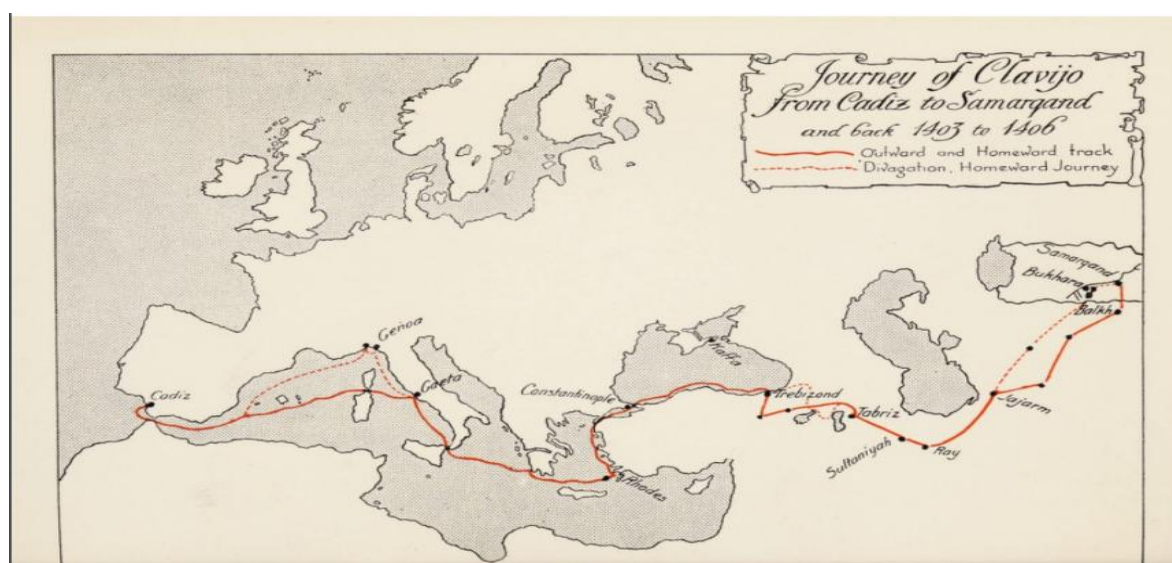 Journey of Clavijo
from Cadiz to Samarqand
and back 1403 to 1406
Outward and Homeward track
Divagation, Homeward Journey
Samarqand
Bukhara
Balkh
Genoa
Kaffa
Cadiz
Gaeta
Constantinople
Trebizond
Jajarm
Tabriz
Sultaniyah
Ray
Rhodes